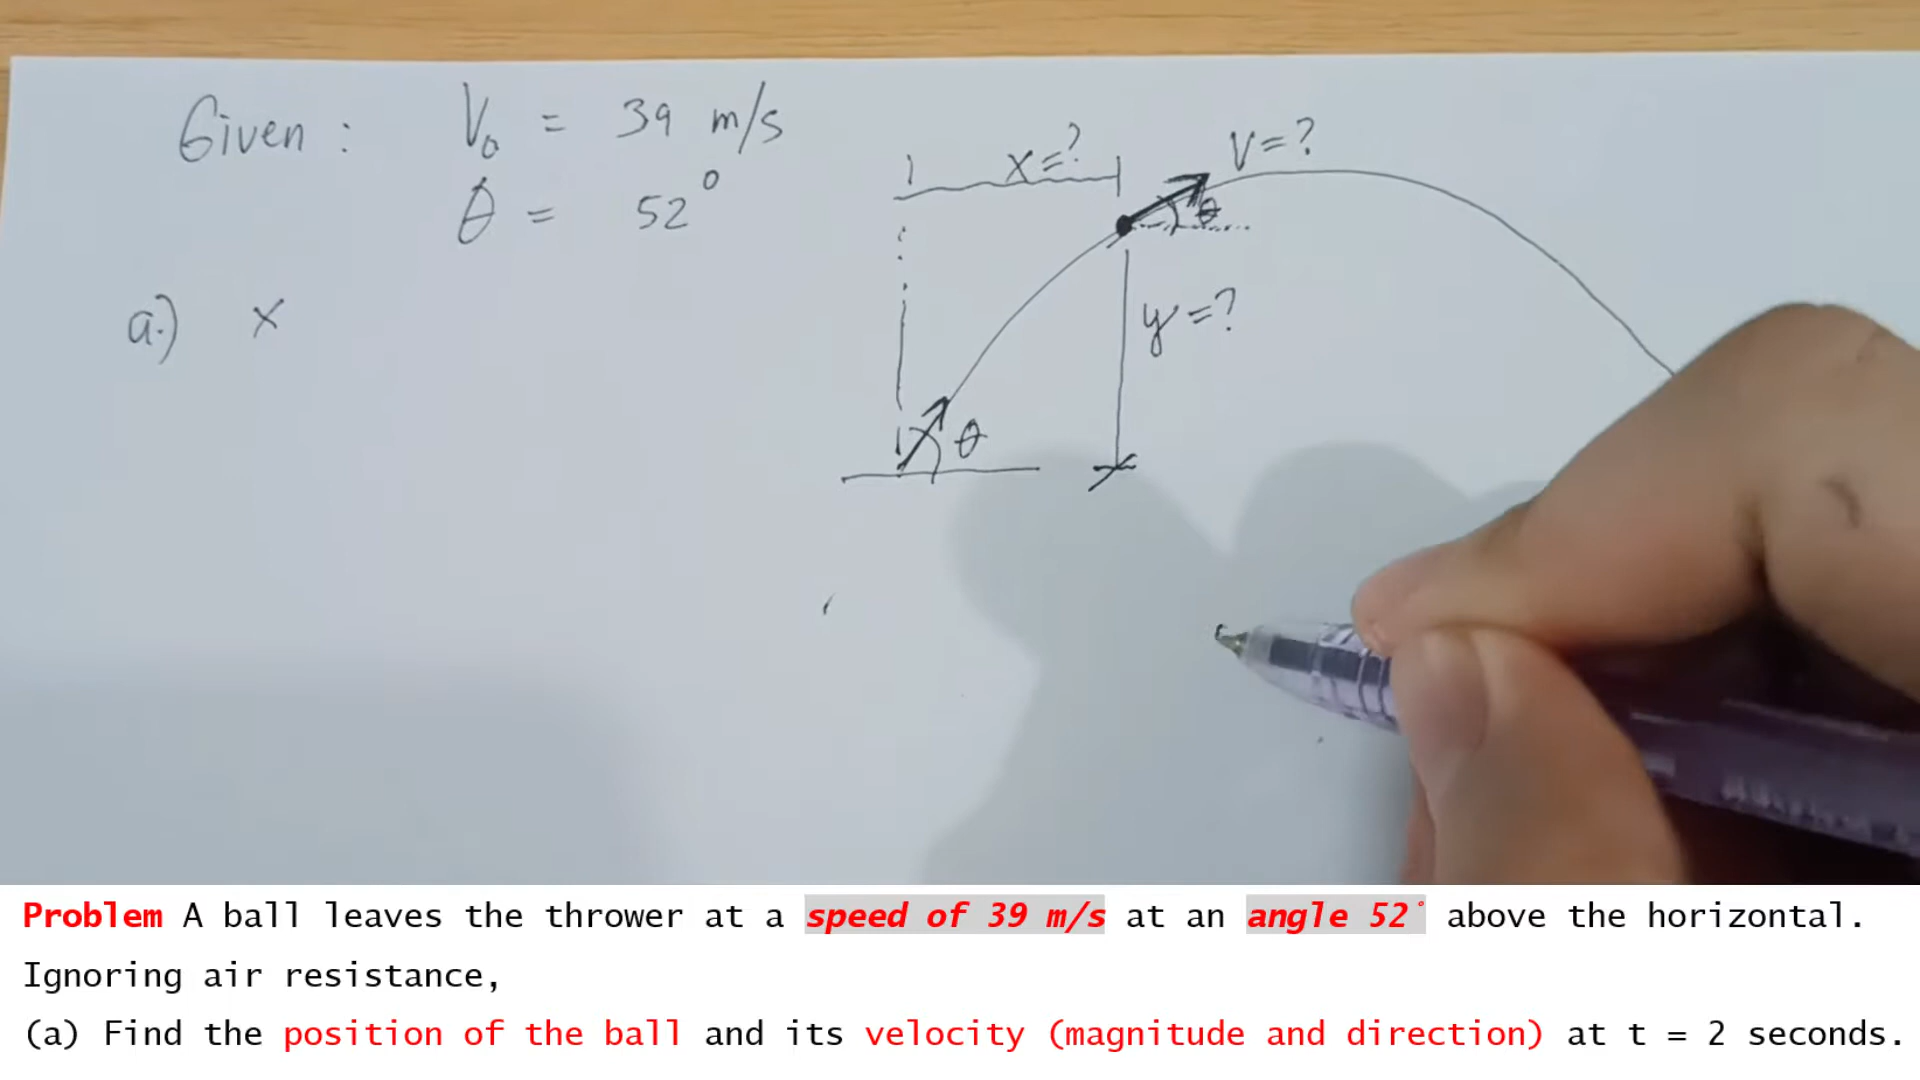 Given : V₀ = 39 m/s
θ = 52°
a.) x
x=?
V=?
θ
y=?
θ
Problem A ball leaves the thrower at a speed of 39 m/s at an angle 52° above the horizontal.
Ignoring air resistance,
(a) Find the position of the ball and its velocity (magnitude and direction) at t = 2 seconds.